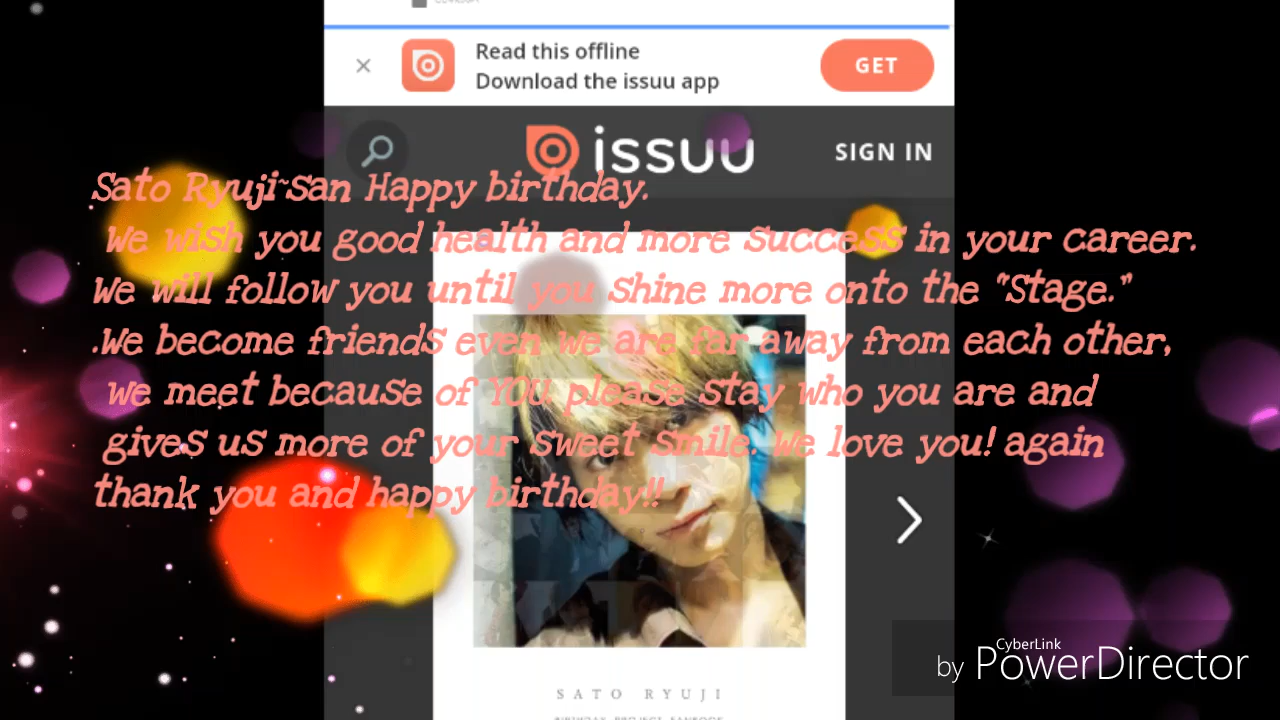 Read this offline
Download the issuu app
GET
issuu
SIGN IN
Sato Ryuji~san Happy birthday.
We wish you good health and more success in your career.
We will follow you until you shine more onto the "Stage."
.We become friends even we are far away from each other,
we meet because of YOU. please stay who you are and
gives us more of your sweet smile. we love you! again
thank you and happy birthday!!
SATO RYUJI
CyberLink
by PowerDirector